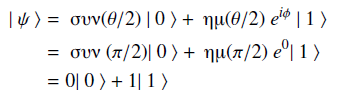 | ψ ⟩ = συν(θ/2) | 0 ⟩ + ημ(θ/2) e^{iϕ} | 1 ⟩
= συν (π/2)| 0 ⟩ + ημ(π/2) e^{0}| 1 ⟩
= 0| 0 ⟩ + 1| 1 ⟩